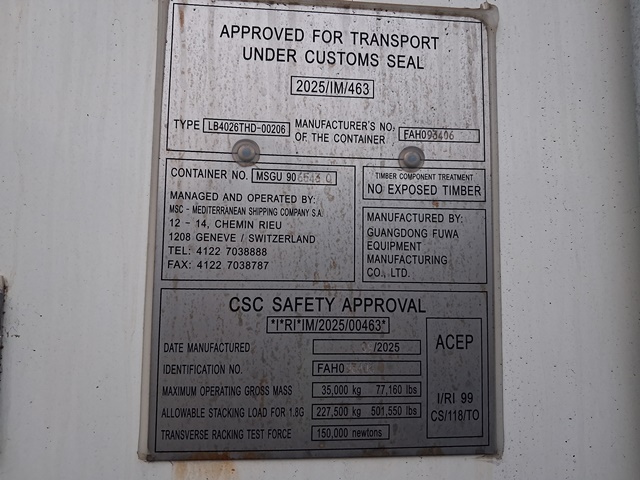 APPROVED FOR TRANSPORT
UNDER CUSTOMS SEAL
2025/IM/463
TYPE LB4026THD-00206
MANUFACTURER'S NO,
OF THE CONTAINER
FAH093406
CONTAINER NO. MSGU 90
MANAGED AND OPERATED BY:
MSC - MEDITERRANEAN SHIPPING COMPANY S.A
12 - 14, CHEMIN RIEU
1208 GENEVE / SWITZERLAND
TEL: 4122 7038888
FAX: 4122 7038787
TIMBER COMPONENT TREATMENT
NO EXPOSED TIMBER
MANUFACTURED BY:
GUANGDONG FUWA
EQUIPMENT
MANUFACTURING
CO., LTD.
CSC SAFETY APPROVAL
*I*RI*IM/2025/00463*
DATE MANUFACTURED /2025
IDENTIFICATION NO. FAH0
MAXIMUM OPERATING GROSS MASS 35,000 kg 77,160 lbs
ALLOWABLE STACKING LOAD FOR 1.8G 227,500 kg 501,550 lbs
TRANSVERSE RACKING TEST FORCE 150,000 newtons
ACEP
I/RI 99
CS/118/TO